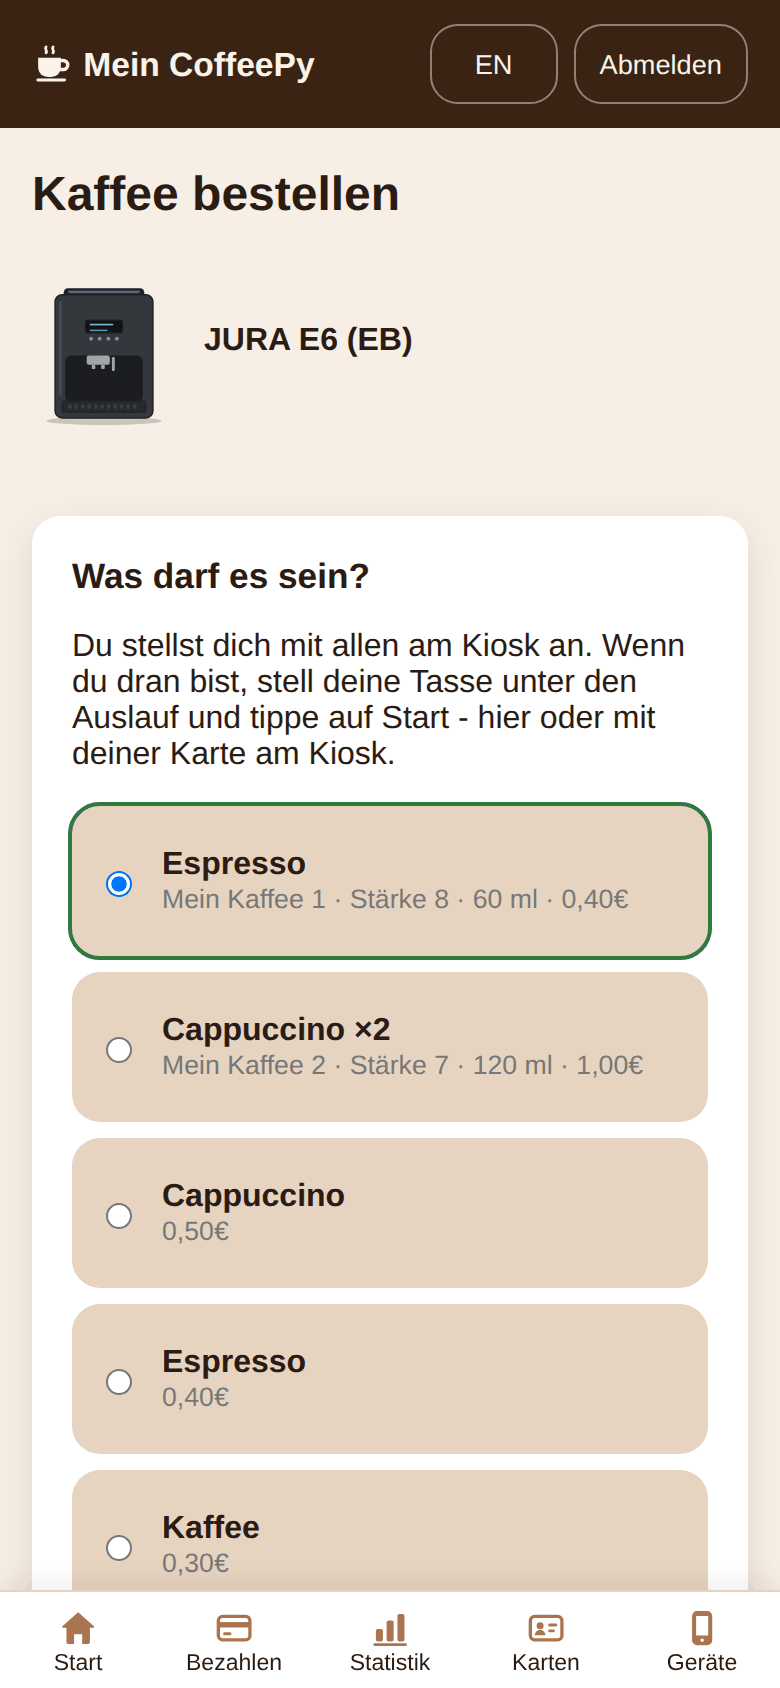 Mein CoffeePy
EN
Abmelden
Kaffee bestellen
JURA E6 (EB)
Was darf es sein?
Du stellst dich mit allen am Kiosk an. Wenn
du dran bist, stell deine Tasse unter den
Auslauf und tippe auf Start - hier oder mit
deiner Karte am Kiosk.
Espresso
Mein Kaffee 1 · Stärke 8 · 60 ml · 0,40€
Cappuccino ×2
Mein Kaffee 2 · Stärke 7 · 120 ml · 1,00€
Cappuccino
0,50€
Espresso
0,40€
Kaffee
0,30€
Start
Bezahlen
Statistik
Karten
Geräte